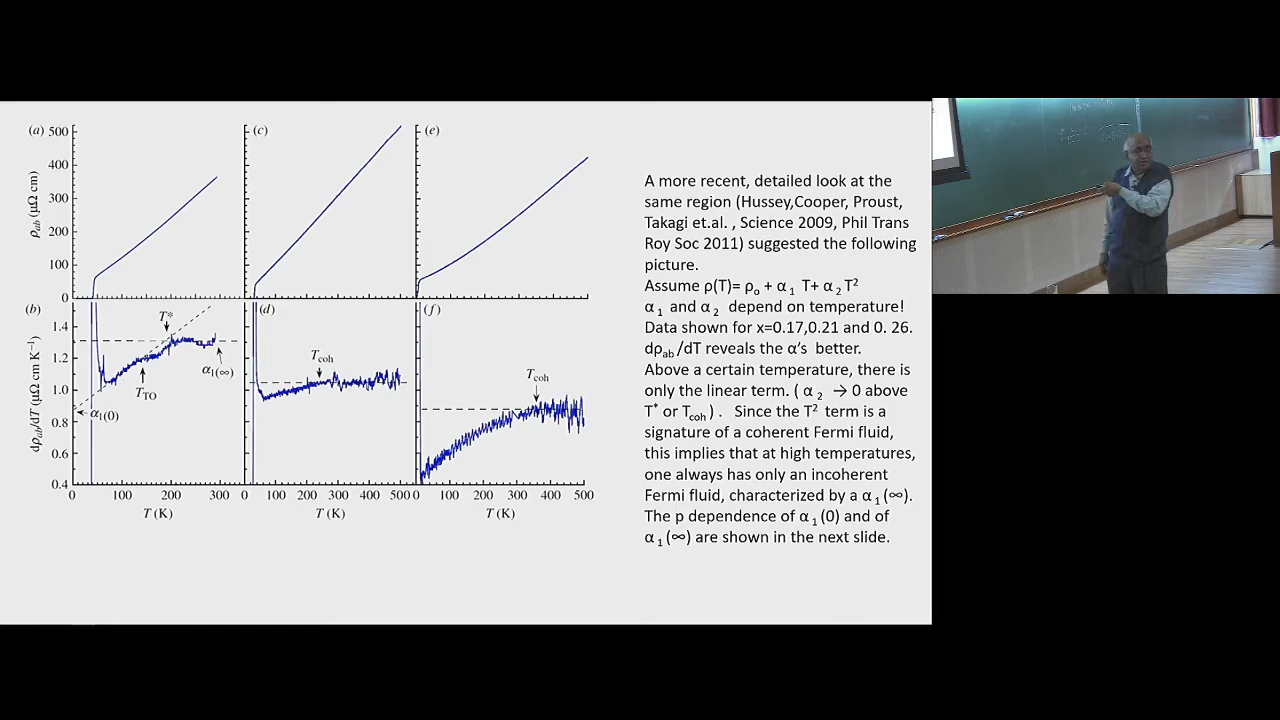 (a)
500
400
300
200
100
0
ρab (μΩ cm)
(c)
(e)
(b)
1.4
1.2
1.0
0.8
0.6
0.4
dρab/dT (μΩ cm K⁻¹)
T*
TTO
α1(∞)
α1(0)
0 100 200 300
T (K)
(d)
Tcoh
0 100 200 300 400 500
T (K)
(f)
Tcoh
0 100 200 300 400 500
T (K)
A more recent, detailed look at the
same region (Hussey,Cooper, Proust,
Takagi et.al. , Science 2009, Phil Trans
Roy Soc 2011) suggested the following
picture.
Assume ρ(T)= ρo + α1 T+ α2 T²
α1 and α2 depend on temperature!
Data shown for x=0.17,0.21 and 0. 26.
dρab/dT reveals the α's better.
Above a certain temperature, there is
only the linear term. ( α2 → 0 above
T* or Tcoh ) . Since the T² term is a
signature of a coherent Fermi fluid,
this implies that at high temperatures,
one always has only an incoherent
Fermi fluid, characterized by a α1(∞).
The p dependence of α1(0) and of
α1(∞) are shown in the next slide.